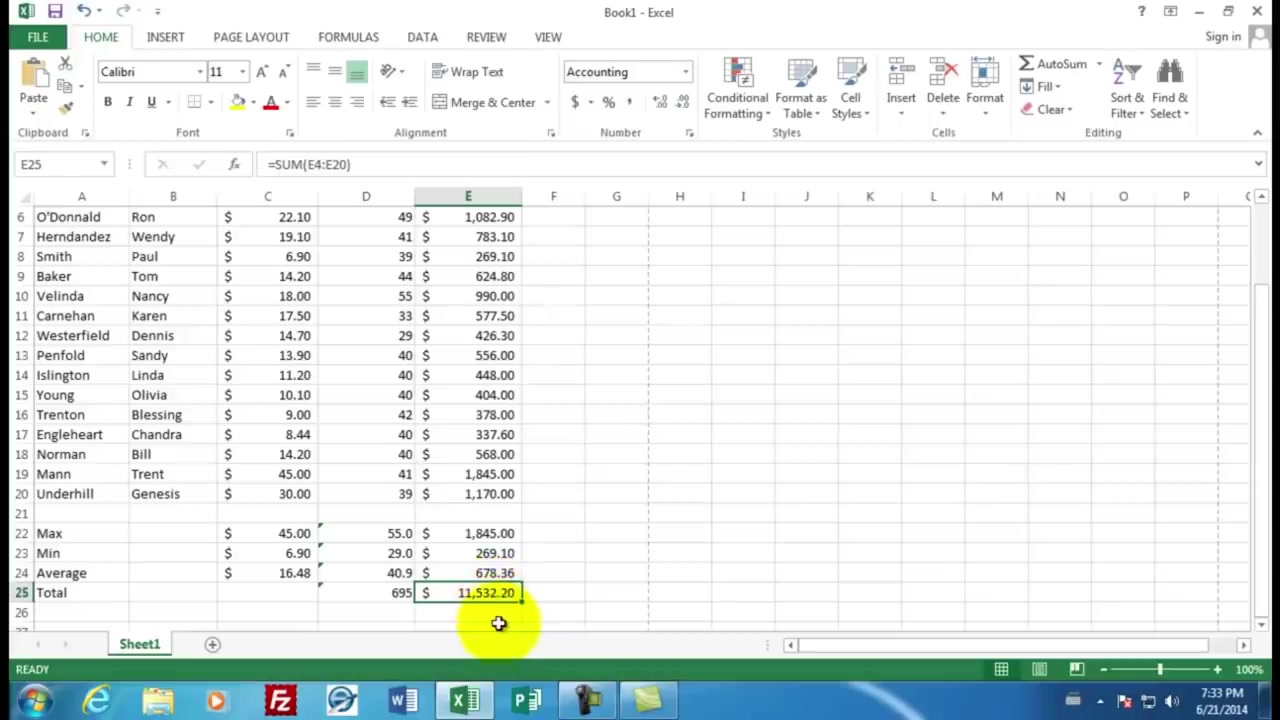 Book1 - Excel
?
FILE HOME INSERT PAGE LAYOUT FORMULAS DATA REVIEW VIEW Sign in
Calibri 11 Wrap Text Accounting AutoSum
Paste B I U Merge & Center $ % , Conditional Formatting Format as Table Cell Styles Insert Delete Format Fill Clear Sort & Filter Find & Select
Clipboard Font Alignment Number Styles Cells Editing
E25 fx =SUM(E4:E20)
A B C D E F G H I J K L M N O P
6 O'Donnald Ron $ 22.10 49 $ 1,082.90
7 Herndandez Wendy $ 19.10 41 $ 783.10
8 Smith Paul $ 6.90 39 $ 269.10
9 Baker Tom $ 14.20 44 $ 624.80
10 Velinda Nancy $ 18.00 55 $ 990.00
11 Carnehan Karen $ 17.50 33 $ 577.50
12 Westerfield Dennis $ 14.70 29 $ 426.30
13 Penfold Sandy $ 13.90 40 $ 556.00
14 Islington Linda $ 11.20 40 $ 448.00
15 Young Olivia $ 10.10 40 $ 404.00
16 Trenton Blessing $ 9.00 42 $ 378.00
17 Engleheart Chandra $ 8.44 40 $ 337.60
18 Norman Bill $ 14.20 40 $ 568.00
19 Mann Trent $ 45.00 41 $ 1,845.00
20 Underhill Genesis $ 30.00 39 $ 1,170.00
21
22 Max $ 45.00 55.0 $ 1,845.00
23 Min $ 6.90 29.0 $ 269.10
24 Average $ 16.48 40.9 $ 678.36
25 Total 695 $ 11,532.20
26
Sheet1
READY 100%
7:33 PM
6/21/2014